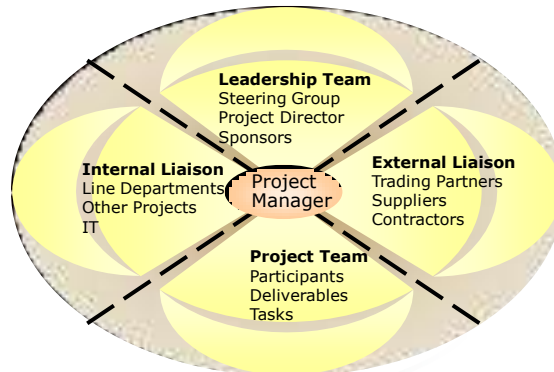 Leadership Team
Steering Group
Project Director
Sponsors
Internal Liaison
Line Departments
Other Projects
IT
Project
Manager
External Liaison
Trading Partners
Suppliers
Contractors
Project Team
Participants
Deliverables
Tasks